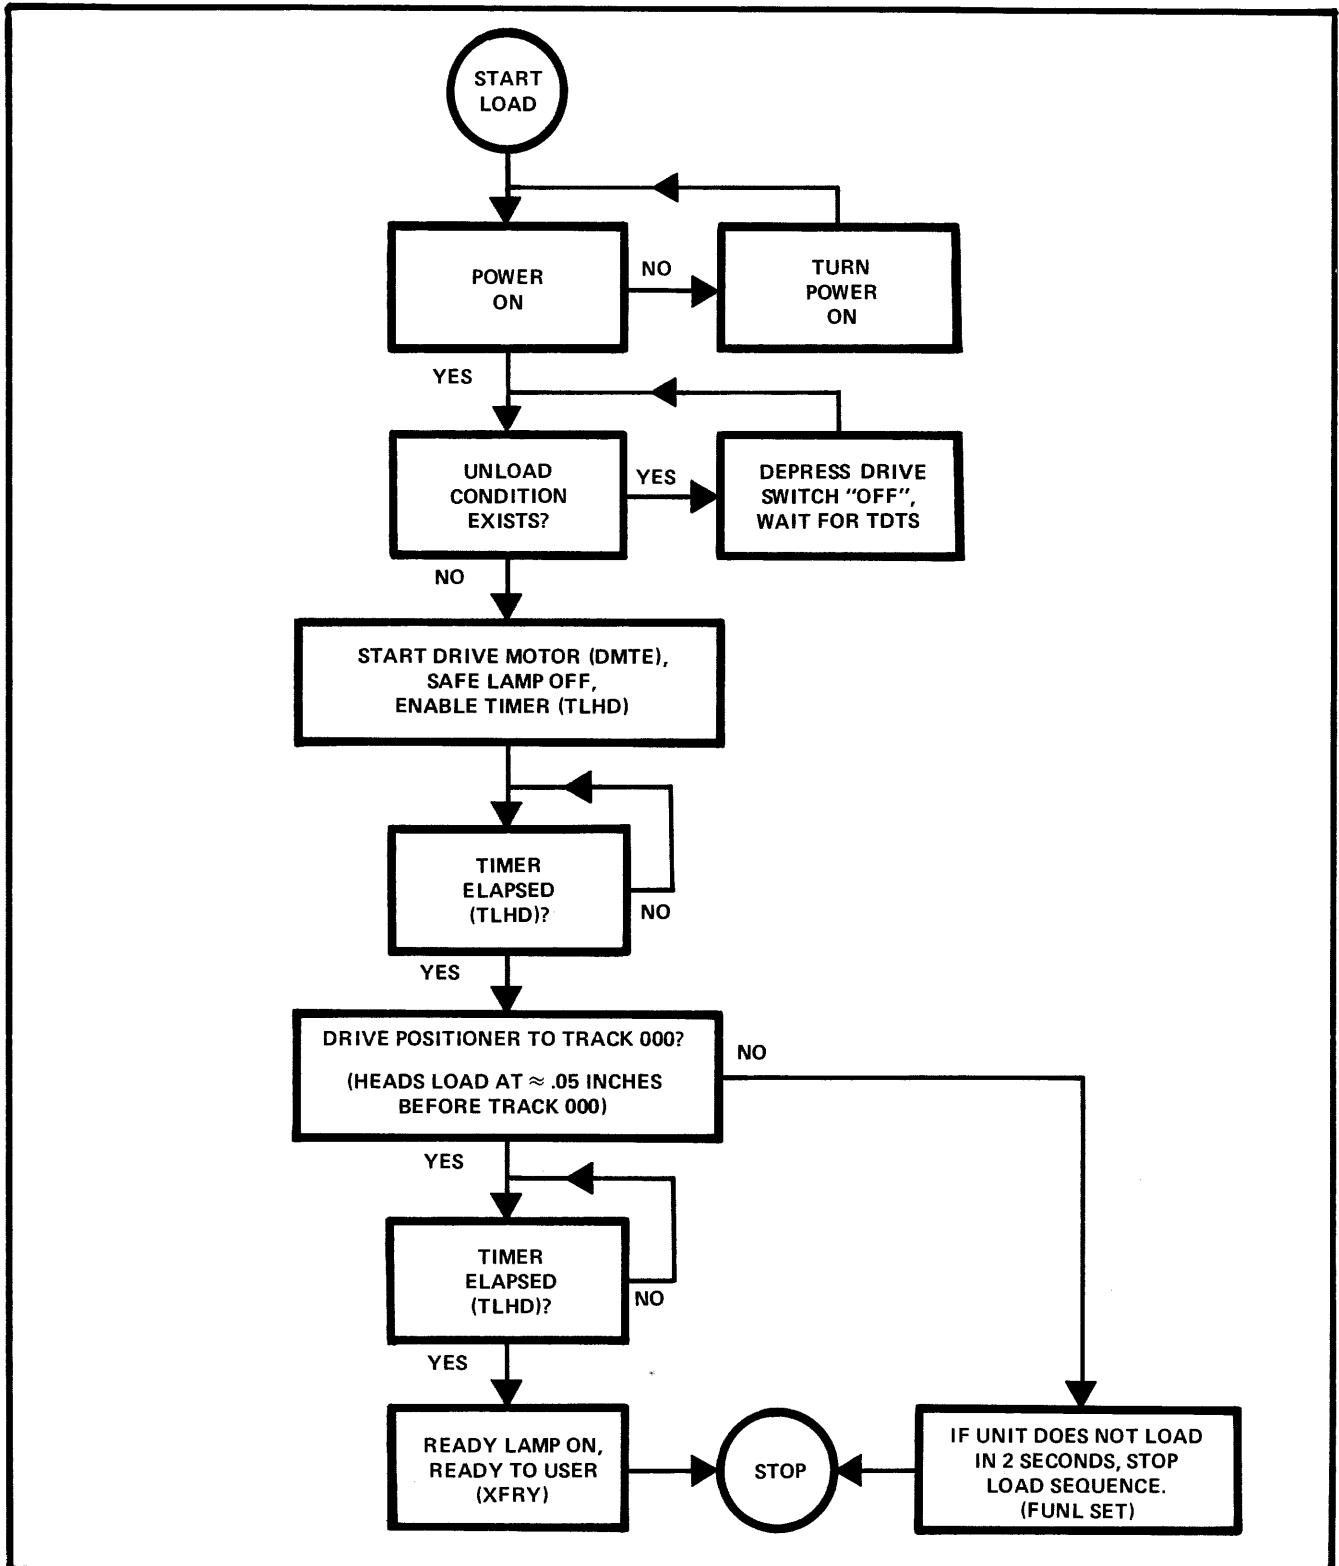 START
LOAD
POWER
ON
NO
TURN
POWER
ON
YES
UNLOAD
CONDITION
EXISTS?
YES
DEPRESS DRIVE
SWITCH "OFF",
WAIT FOR TDTS
NO
START DRIVE MOTOR (DMTE),
SAFE LAMP OFF,
ENABLE TIMER (TLHD)
TIMER
ELAPSED
(TLHD)?
NO
YES
DRIVE POSITIONER TO TRACK 000?
(HEADS LOAD AT ≈ .05 INCHES
BEFORE TRACK 000)
NO
YES
TIMER
ELAPSED
(TLHD)?
NO
YES
READY LAMP ON,
READY TO USER
(XFRY)
STOP
IF UNIT DOES NOT LOAD
IN 2 SECONDS, STOP
LOAD SEQUENCE.
(FUNL SET)